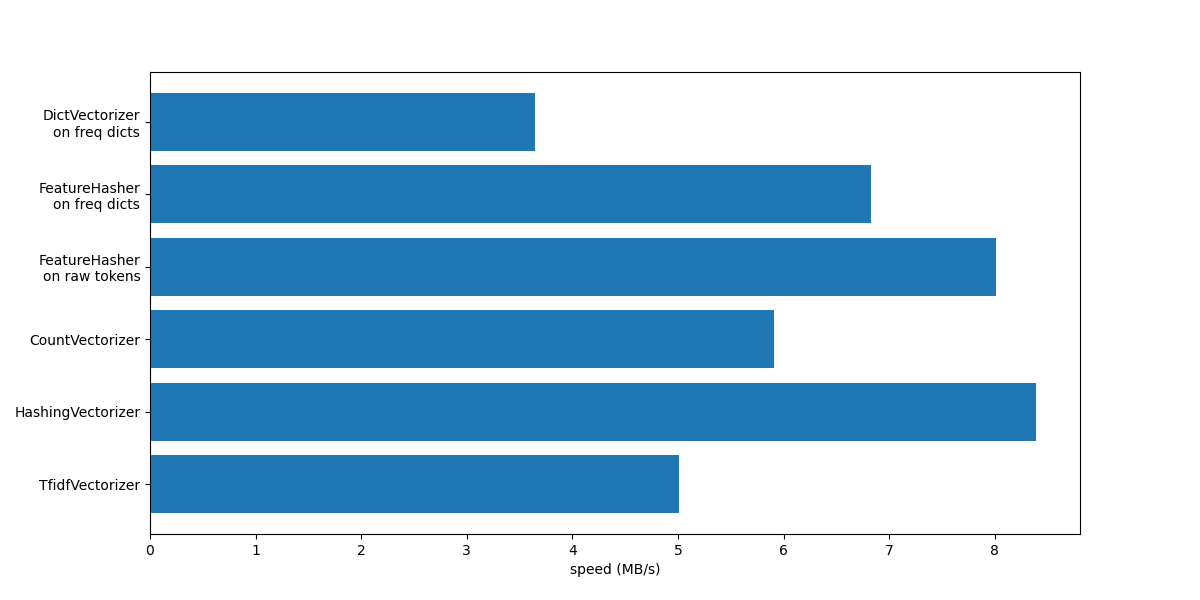 DictVectorizer
on freq dicts
FeatureHasher
on freq dicts
FeatureHasher
on raw tokens
CountVectorizer
HashingVectorizer
TfidfVectorizer
0 1 2 3 4 5 6 7 8
speed (MB/s)